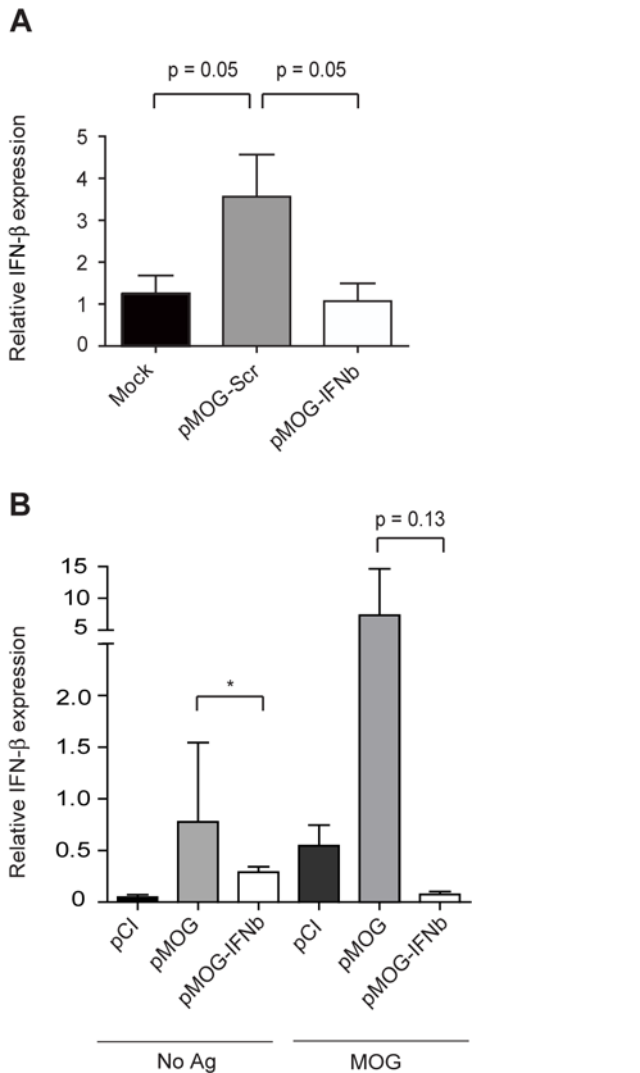 A
p = 0.05 p = 0.05
Relative IFN-β expression
5
4
3
2
1
0
Mock
pMOG-Scr
pMOG-IFNb
B
p = 0.13
Relative IFN-β expression
15
10
5
*
2.0
1.5
1.0
0.5
0
pCI
pMOG
pMOG-IFNb
pCI
pMOG
pMOG-IFNb
No Ag MOG